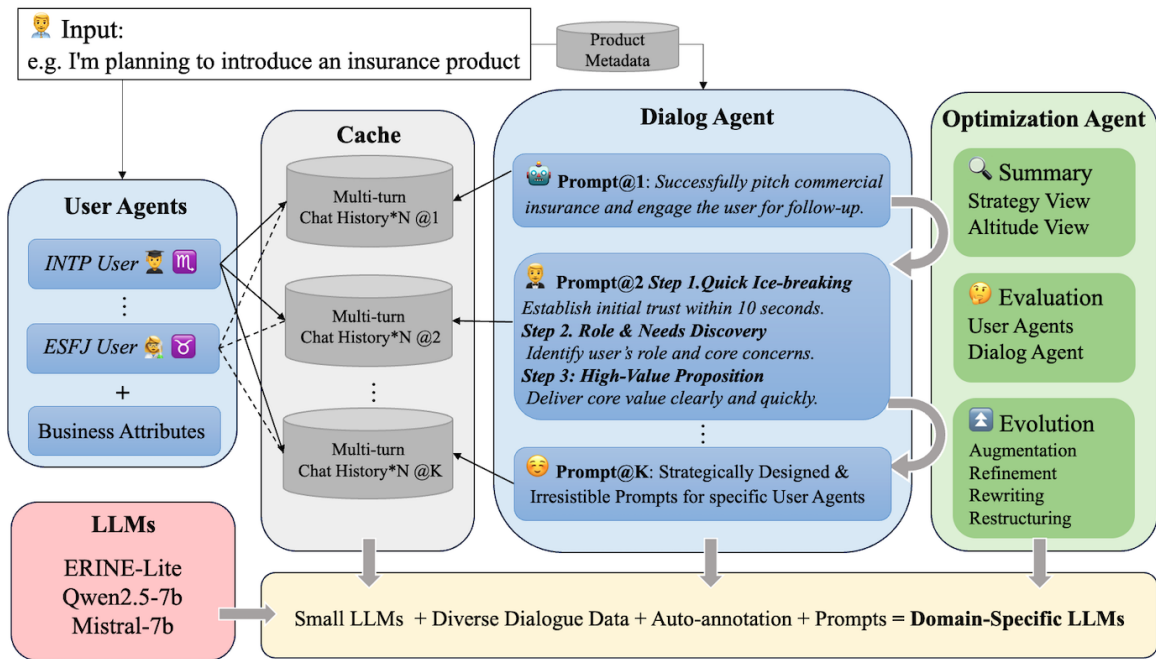 Input:
e.g. I'm planning to introduce an insurance product
Product
Metadata
User Agents
INTP User
ESFJ User
+
Business Attributes
Cache
Multi-turn
Chat History*N @1
Multi-turn
Chat History*N @2
Multi-turn
Chat History*N @K
Dialog Agent
Prompt@1: Successfully pitch commercial
insurance and engage the user for follow-up.
Prompt@2 Step 1.Quick Ice-breaking
Establish initial trust within 10 seconds.
Step 2. Role & Needs Discovery
Identify user's role and core concerns.
Step 3: High-Value Proposition
Deliver core value clearly and quickly.
Prompt@K: Strategically Designed &
Irresistible Prompts for specific User Agents
Optimization Agent
Summary
Strategy View
Altitude View
Evaluation
User Agents
Dialog Agent
Evolution
Augmentation
Refinement
Rewriting
Restructuring
LLMs
ERINE-Lite
Qwen2.5-7b
Mistral-7b
Small LLMs + Diverse Dialogue Data + Auto-annotation + Prompts = Domain-Specific LLMs